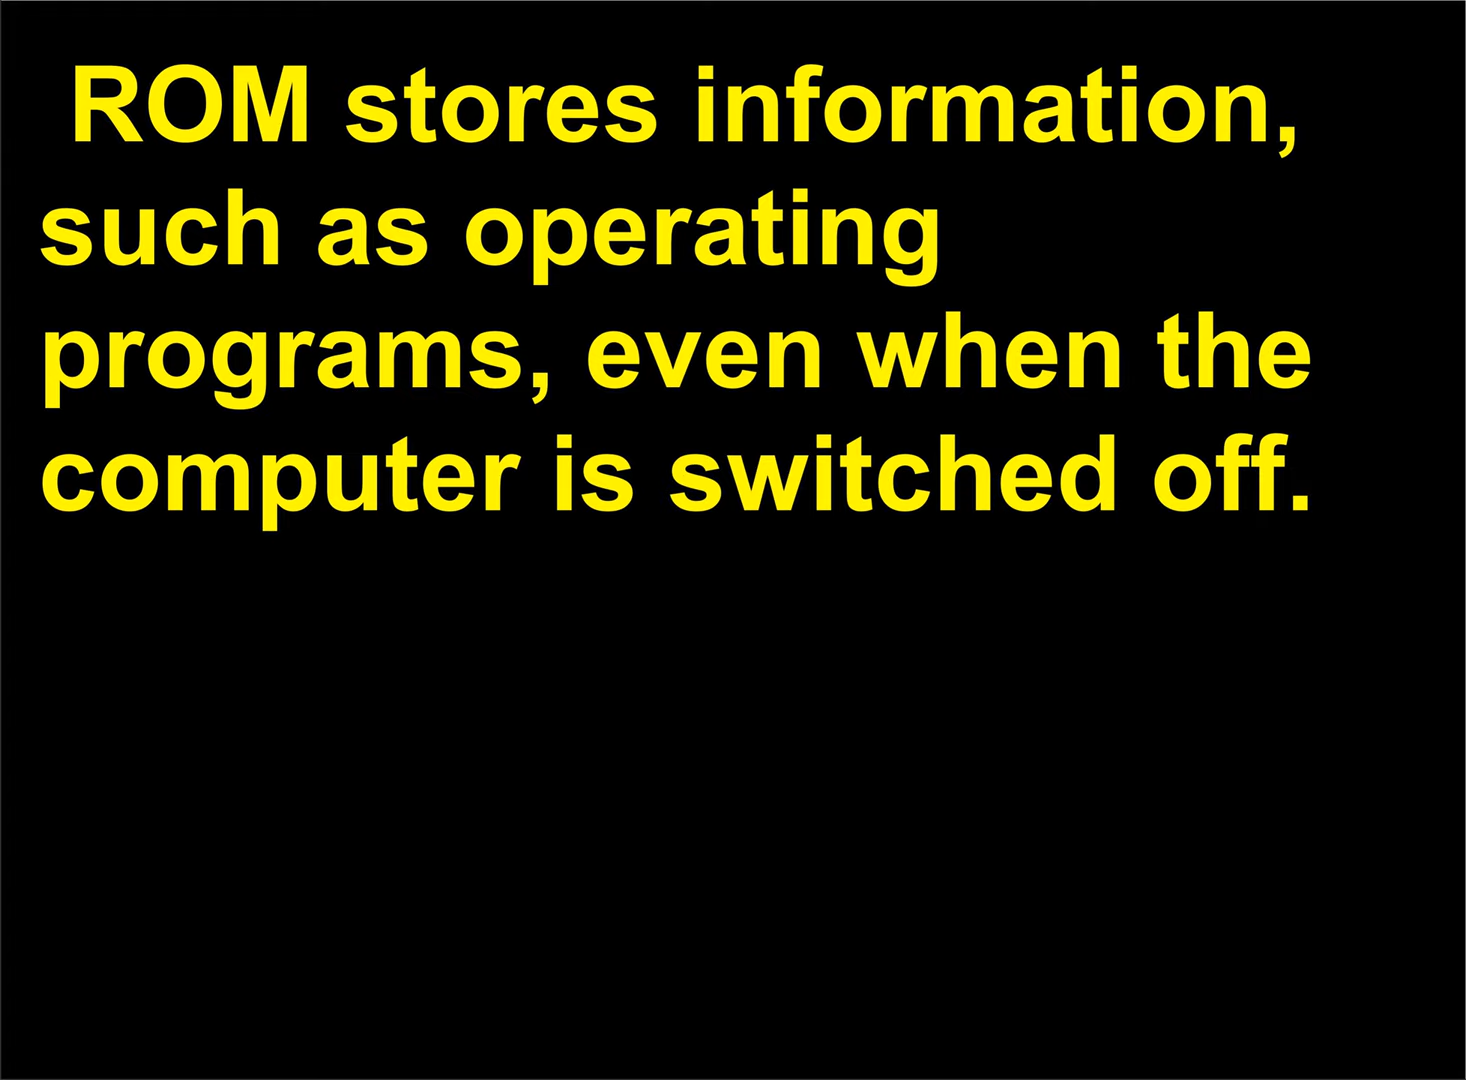 ROM stores information,
such as operating
programs, even when the
computer is switched off.